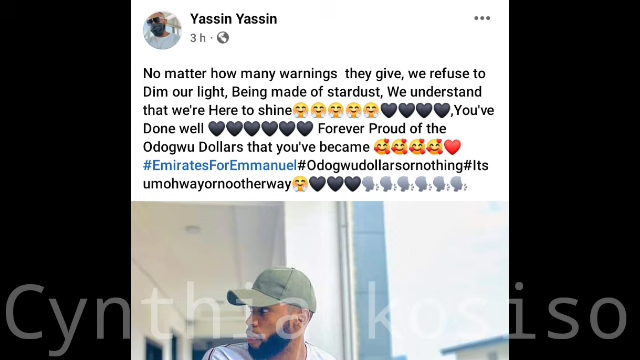 Yassin Yassin
3 h ·
No matter how many warnings they give, we refuse to
Dim our light, Being made of stardust, We understand
that we're Here to shine🤗🤗🤗🤗🤗🖤🖤🖤🖤,You've
Done well 🖤🖤🖤🖤🖤🖤 Forever Proud of the
Odogwu Dollars that you've became 🥰🥰🥰🥰❤️
#EmiratesForEmmanuel#Odogwudollarsornothing#Its
umohwayornootherway🤗🖤🖤🖤🗣🗣🗣🗣🗣🗣
Cynthia kosiso